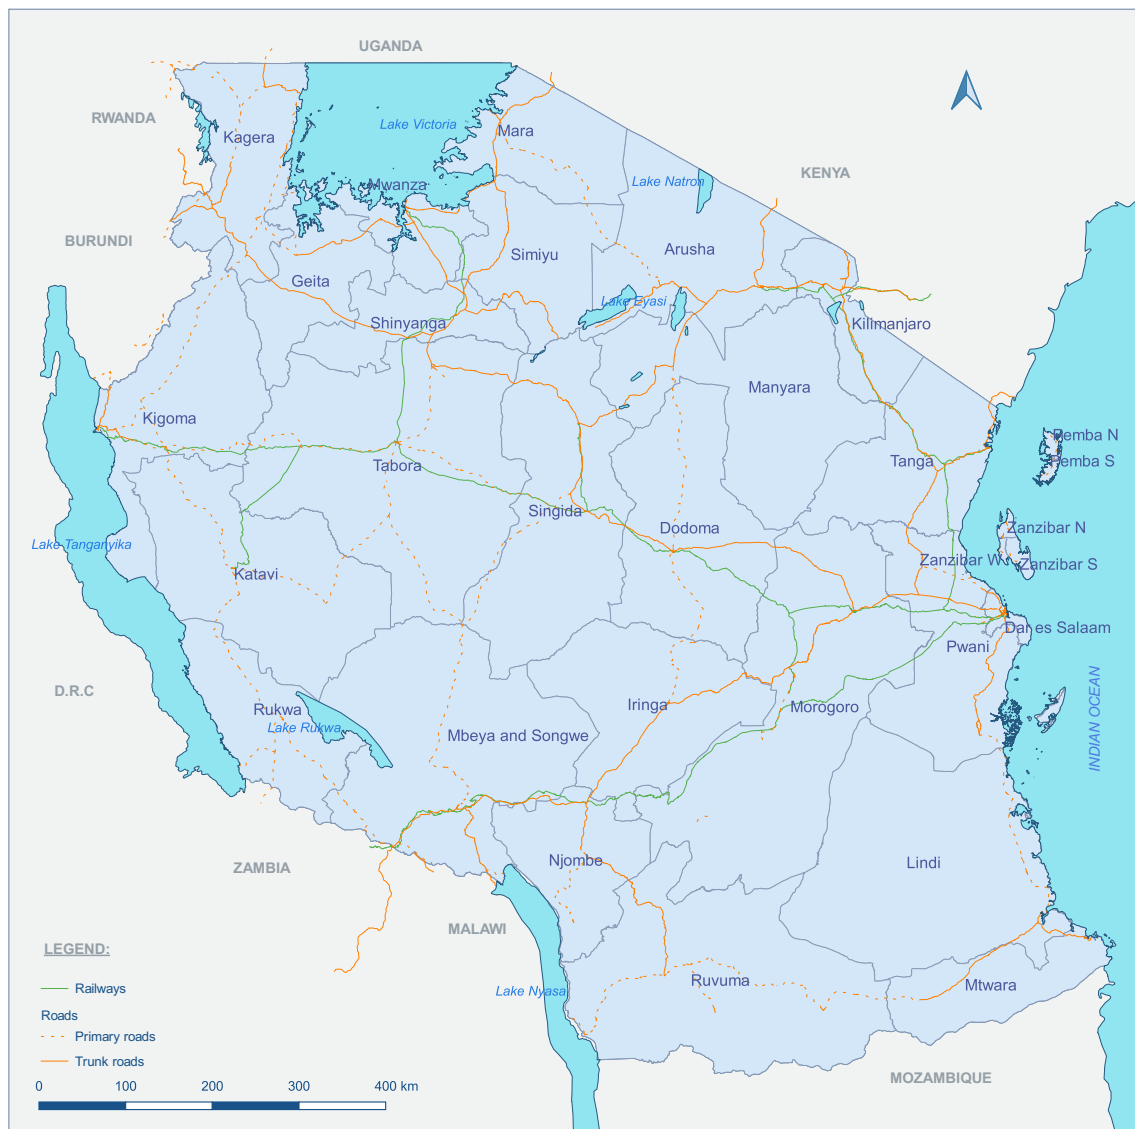 UGANDA
RWANDA
Lake Victoria
Mara
Kagera
KENYA
Lake Natron
Mwanza
BURUNDI
Arusha
Simiyu
Geita
Lake Eyasi
Shinyanga
Kilimanjaro
Manyara
Kigoma
Pemba N
Tanga
Pemba S
Tabora
Singida
Dodoma
Zanzibar N
Lake Tanganyika
Zanzibar W
Zanzibar S
Katavi
Dar es Salaam
Pwani
D.R.C
Rukwa
Iringa
Morogoro
Lake Rukwa
Mbeya and Songwe
INDIAN OCEAN
Njombe
Lindi
ZAMBIA
MALAWI
LEGEND:
Ruvuma
Mtwara
Lake Nyasa
Railways
Roads
Primary roads
Trunk roads
MOZAMBIQUE
0 100 200 300 400 km